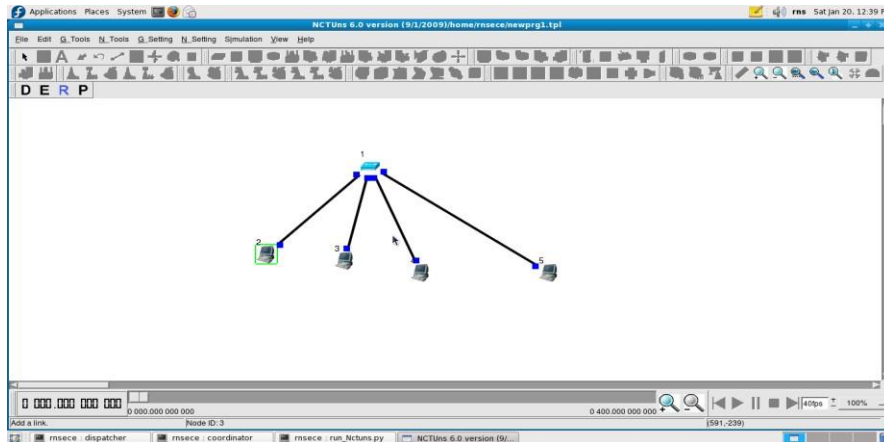 Applications Places System rns Sat Jan 20, 12:39
NCTUns 6.0 version (9/1/2009)/home/rnsece/newprg1.tpl
File Edit G_Tools N_Tools G_Setting N_Setting Simulation View Help
D E R P
1
2
3
5
0 000.000 000 000
0 000.000 000 000
0 400.000 000 000
40fps
100%
Add a link.
Node ID: 3
(591,-239)
rnsece : dispatcher
rnsece : coordinator
rnsece : run_Nctuns.py
NCTUns 6.0 version (9/...